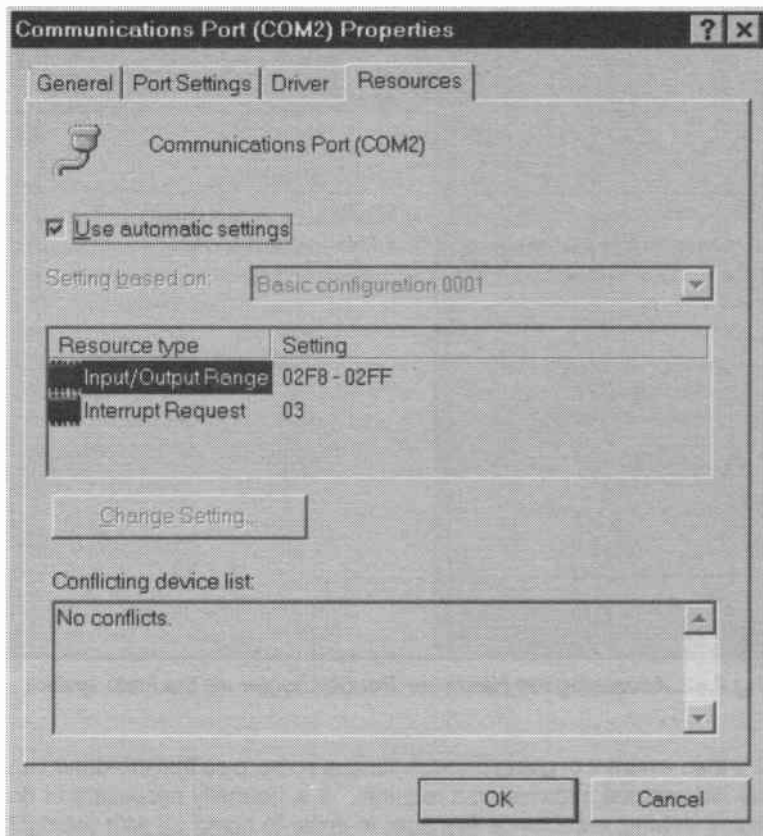 Communications Port (COM2) Properties
General Port Settings Driver Resources
Communications Port (COM2)
Use automatic settings
Setting based on: Basic configuration 0001
Resource type Setting
Input/Output Range 02F8 - 02FF
Interrupt Request 03
Change Setting...
Conflicting device list:
No conflicts.
OK Cancel